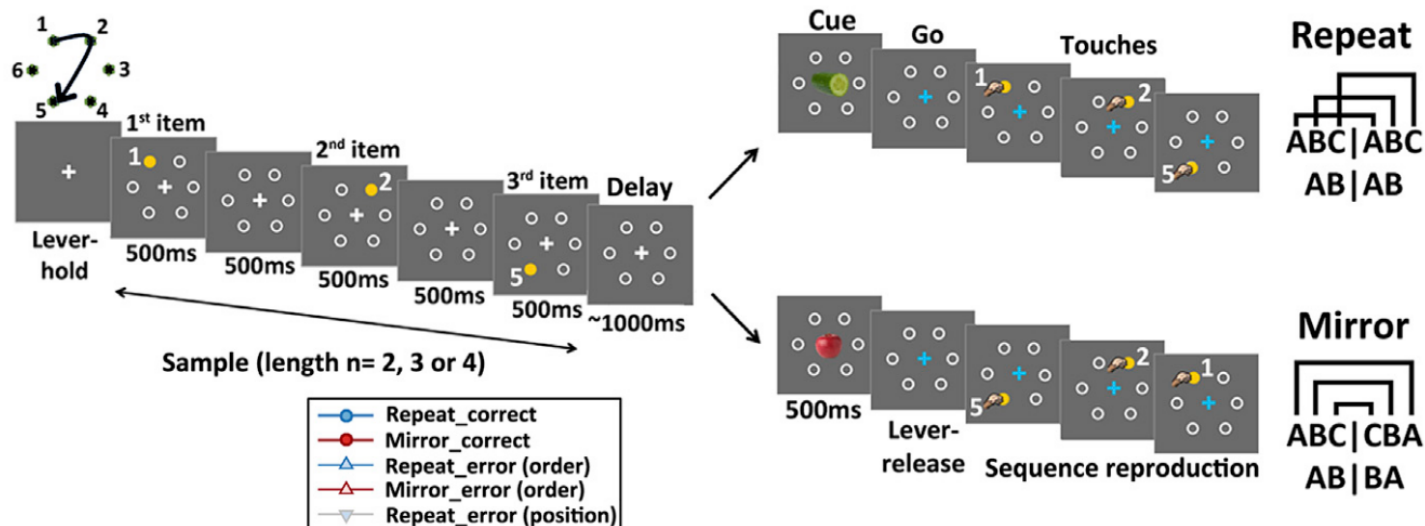 1 2
6 3
5 4
1st item
1
2nd item
2
3rd item
5
Delay
Lever-
hold
500ms
500ms
500ms
500ms
500ms
~1000ms
Sample (length n= 2, 3 or 4)
Repeat_correct
Mirror_correct
Repeat_error (order)
Mirror_error (order)
Repeat_error (position)
Cue
Go
Touches
1
2
5
Repeat
ABC|ABC
AB|AB
500ms
Lever-
release
5
2
1
Sequence reproduction
Mirror
ABC|CBA
AB|BA